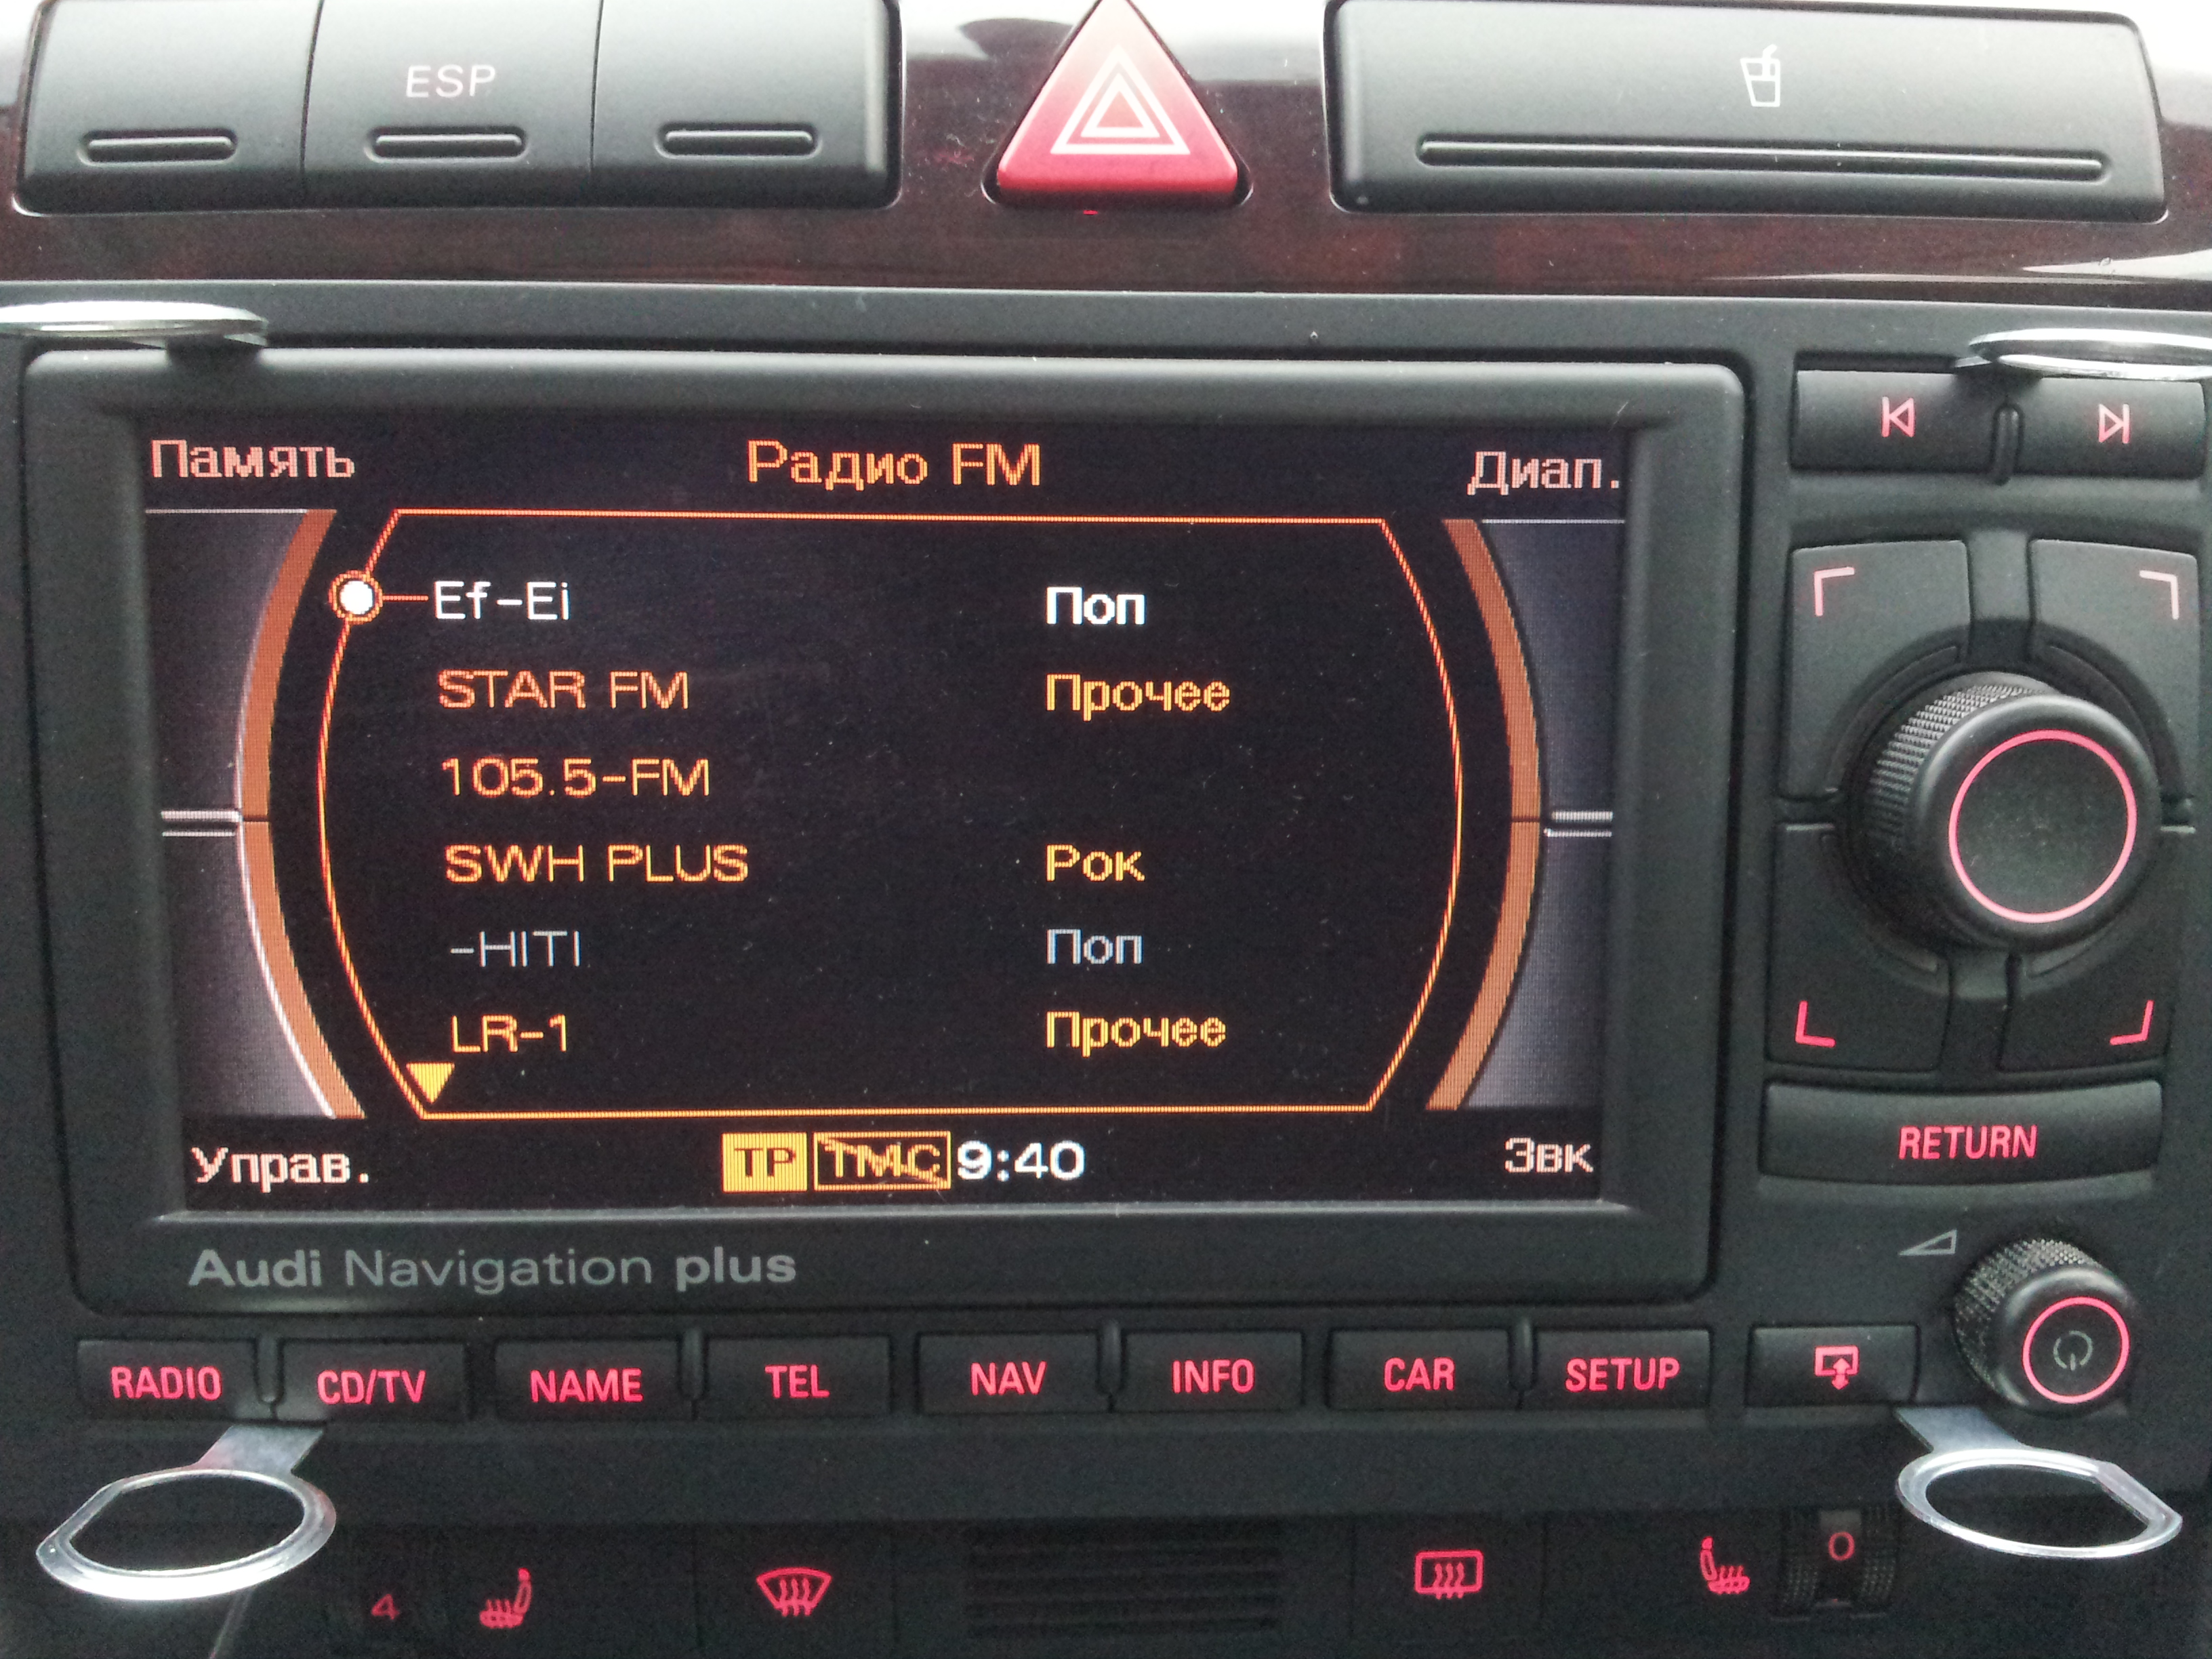 ESP
Память Радио FM Диап.
Ef-Ei Поп
STAR FM Прочее
105.5-FM
SWH PLUS Рок
-HITI Поп
LR-1 Прочее
Управ. TP TMC 9:40 Звк
RETURN
Audi Navigation plus
RADIO CD/TV NAME TEL NAV INFO CAR SETUP
4 0